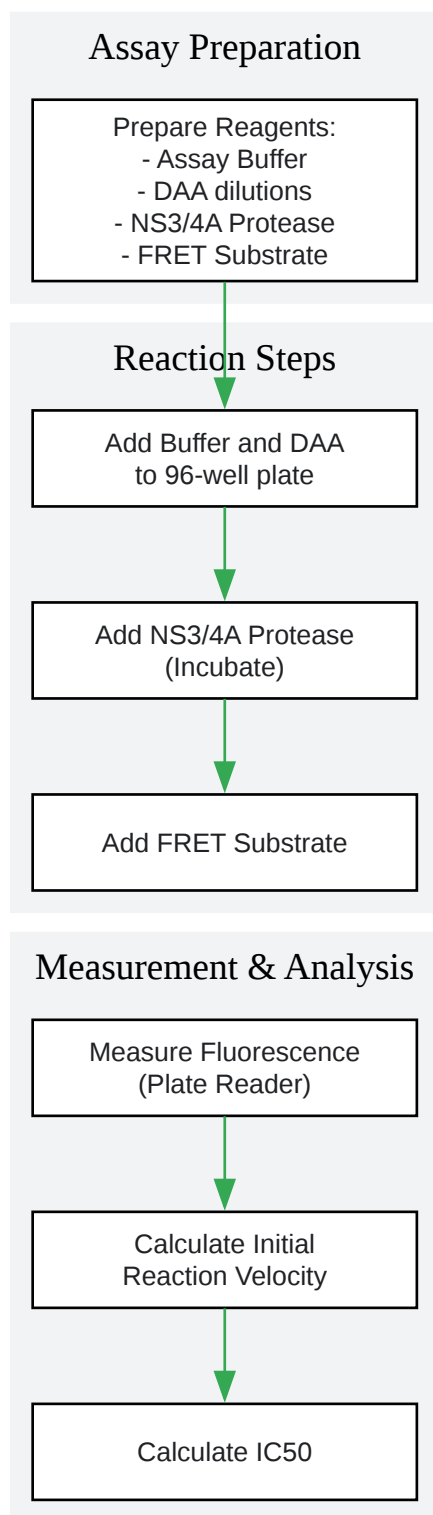 Assay Preparation
Prepare Reagents:
- Assay Buffer
- DAA dilutions
- NS3/4A Protease
- FRET Substrate
Reaction Steps
Add Buffer and DAA
to 96-well plate
Add NS3/4A Protease
(Incubate)
Add FRET Substrate
Measurement & Analysis
Measure Fluorescence
(Plate Reader)
Calculate Initial
Reaction Velocity
Calculate IC50